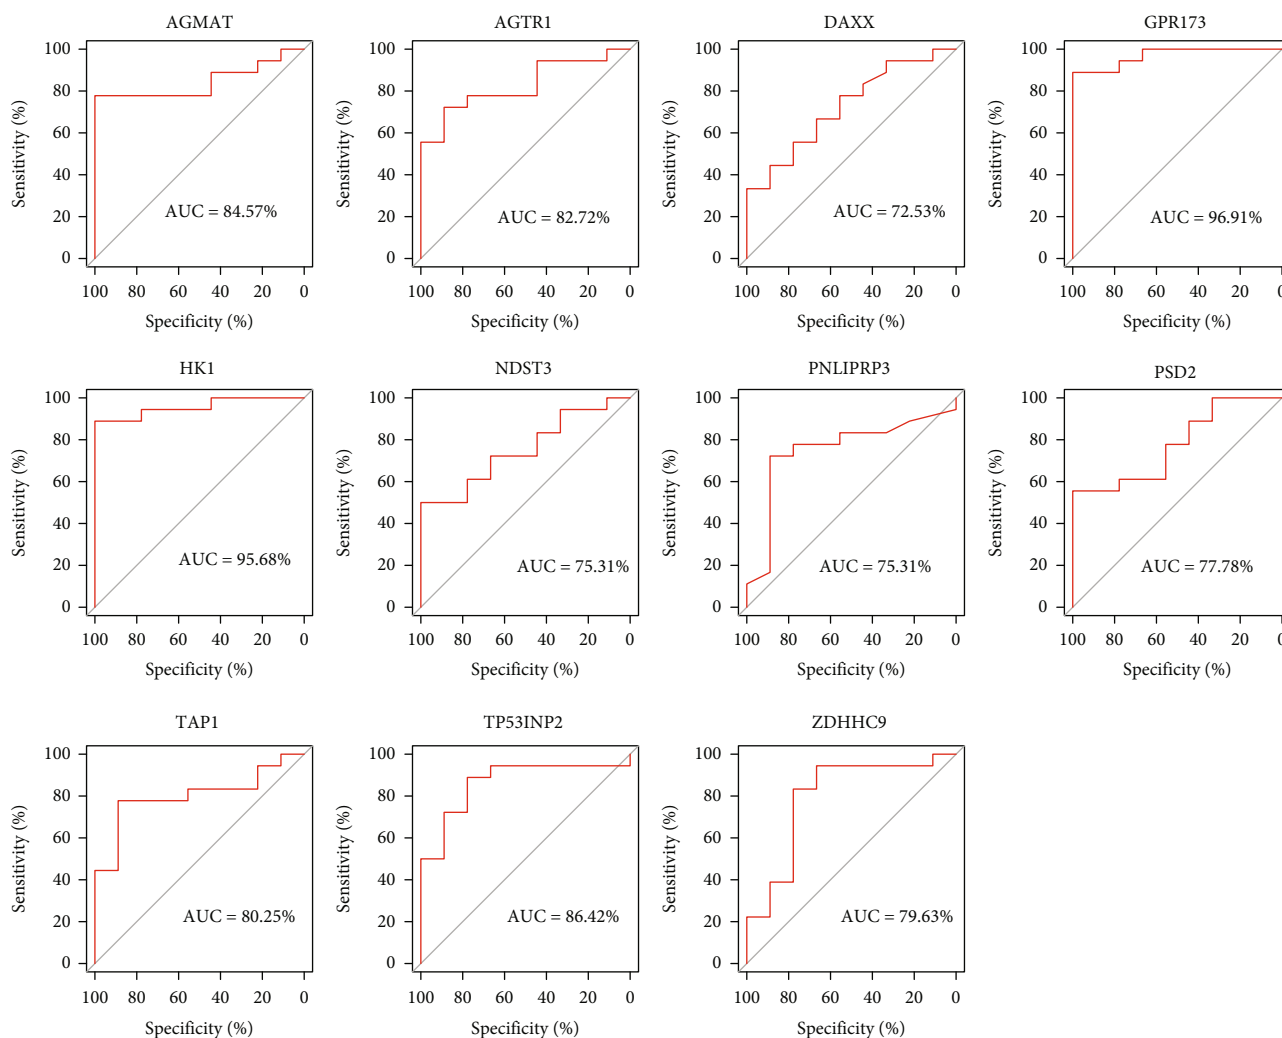 AGMAT
AGTR1
DAXX
GPR173
Sensitivity (%)
100
80
60
40
20
0
AUC = 84.57%
100 80 60 40 20 0
Specificity (%)
Sensitivity (%)
100
80
60
40
20
0
AUC = 82.72%
100 80 60 40 20 0
Specificity (%)
Sensitivity (%)
100
80
60
40
20
0
AUC = 72.53%
100 80 60 40 20 0
Specificity (%)
Sensitivity (%)
100
80
60
40
20
0
AUC = 96.91%
100 80 60 40 20 0
Specificity (%)
HK1
NDST3
PNLIPRP3
PSD2
Sensitivity (%)
100
80
60
40
20
0
AUC = 95.68%
100 80 60 40 20 0
Specificity (%)
Sensitivity (%)
100
80
60
40
20
0
AUC = 75.31%
100 80 60 40 20 0
Specificity (%)
Sensitivity (%)
100
80
60
40
20
0
AUC = 75.31%
100 80 60 40 20 0
Specificity (%)
Sensitivity (%)
100
80
60
40
20
0
AUC = 77.78%
100 80 60 40 20 0
Specificity (%)
TAP1
TP53INP2
ZDHHC9
Sensitivity (%)
100
80
60
40
20
0
AUC = 80.25%
100 80 60 40 20 0
Specificity (%)
Sensitivity (%)
100
80
60
40
20
0
AUC = 86.42%
100 80 60 40 20 0
Specificity (%)
Sensitivity (%)
100
80
60
40
20
0
AUC = 79.63%
100 80 60 40 20 0
Specificity (%)